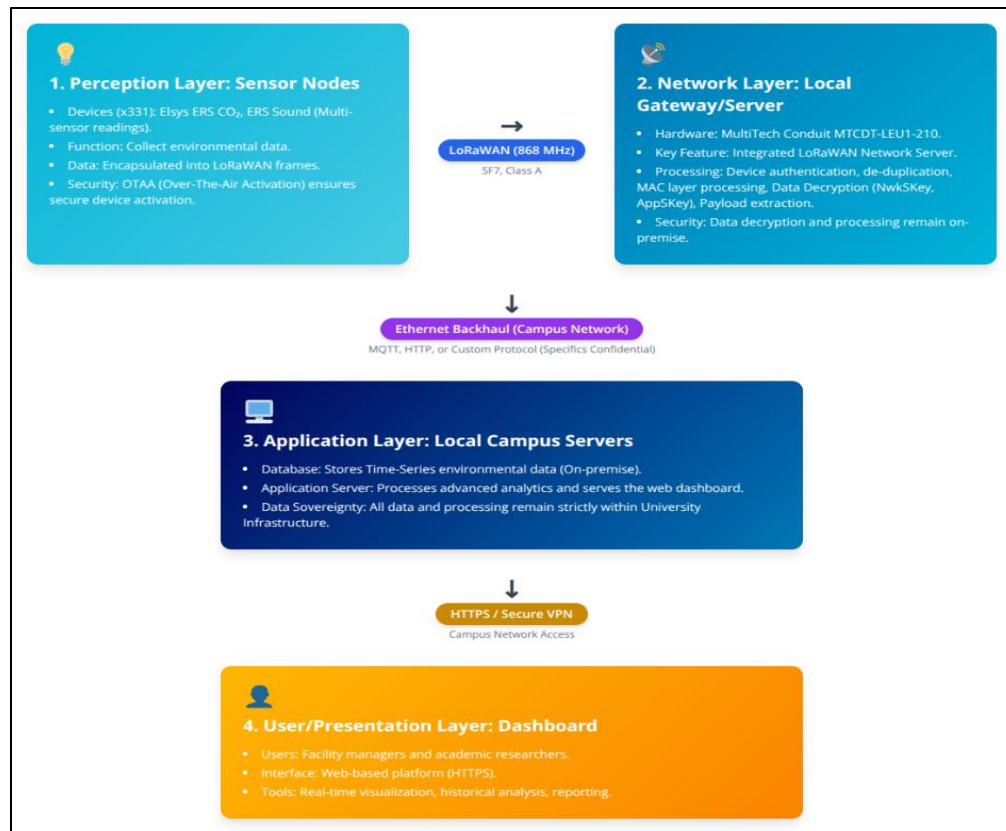 1. Perception Layer: Sensor Nodes
• Devices (x331): Elsys ERS CO₂, ERS Sound (Multi-
sensor readings).
• Function: Collect environmental data.
• Data: Encapsulated into LoRaWAN frames.
• Security: OTAA (Over-The-Air Activation) ensures
secure device activation.
→
LoRaWAN (868 MHz)
SF7, Class A
2. Network Layer: Local
Gateway/Server
• Hardware: MultiTech Conduit MTCDT-LEU1-210.
• Key Feature: Integrated LoRaWAN Network Server.
• Processing: Device authentication, de-duplication,
MAC layer processing, Data Decryption (NwkSKey,
AppSKey), Payload extraction.
• Security: Data decryption and processing remain on-
premise.
↓
Ethernet Backhaul (Campus Network)
MQTT, HTTP, or Custom Protocol (Specifics Confidential)
3. Application Layer: Local Campus Servers
• Database: Stores Time-Series environmental data (On-premise).
• Application Server: Processes advanced analytics and serves the web dashboard.
• Data Sovereignty: All data and processing remain strictly within University
Infrastructure.
↓
HTTPS / Secure VPN
Campus Network Access
4. User/Presentation Layer: Dashboard
• Users: Facility managers and academic researchers.
• Interface: Web-based platform (HTTPS).
• Tools: Real-time visualization, historical analysis, reporting.